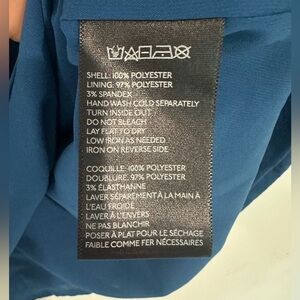 SHELL: 100% POLYESTER
LINING: 97% POLYESTER
3% SPANDEX
HAND WASH COLD SEPARATELY
TURN INSIDE OUT
DO NOT BLEACH
LAY FLAT TO DRY
LOW IRON AS NEEDED
IRON ON REVERSE SIDE
COQUILLE: 100% POLYESTER
DOUBLURE: 97% POLYESTER
3% ÉLASTHANNE
LAVER SÉPARÉMENT À LA MAIN À
L'EAU FROIDE
LAVER À L'ENVERS
NE PAS BLANCHIR
POSER À PLAT POUR LE SÉCHAGE
FAIBLE COMME FER NÉCESSAIRES